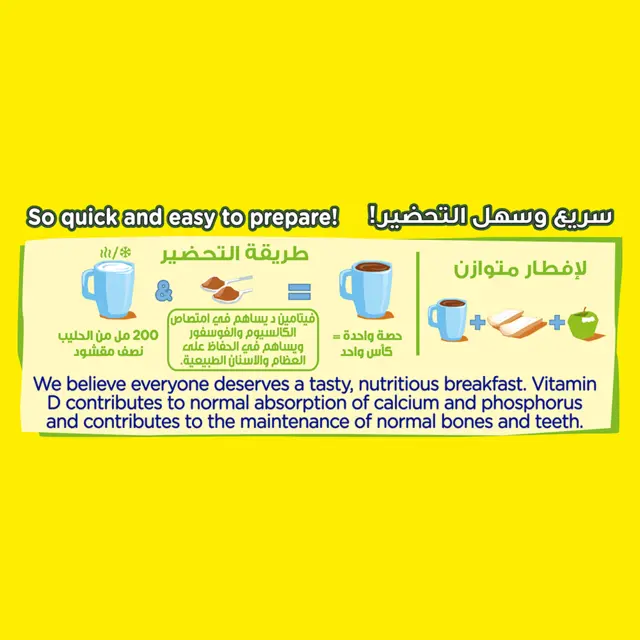 So quick and easy to prepare!
سريع وسهل التحضير!
طريقة التحضير
200 مل من الحليب
نصف مقشود
&
فيتامين د يساهم في امتصاص
الكالسيوم والفوسفور
ويساهم في الحفاظ على
العظام والاسنان الطبيعية.
=
حصة واحدة =
كأس واحد
لإفطار متوازن
+
+
We believe everyone deserves a tasty, nutritious breakfast. Vitamin
D contributes to normal absorption of calcium and phosphorus
and contributes to the maintenance of normal bones and teeth.